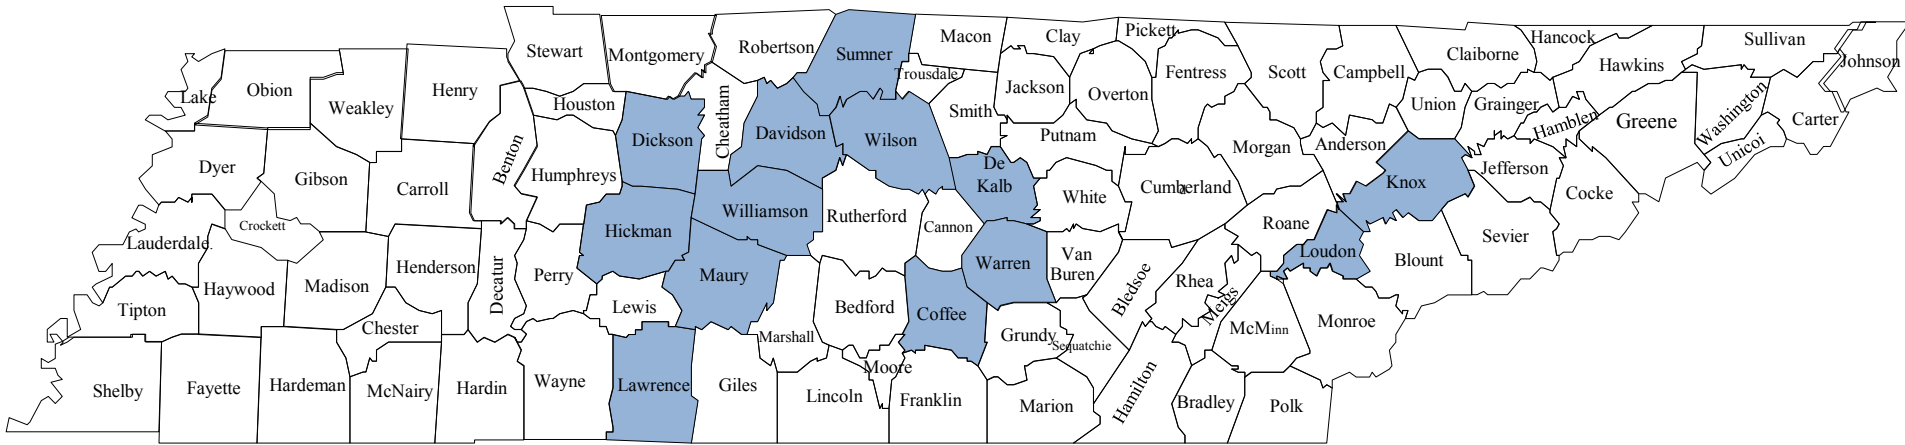 Pickett
Stewart
Montgomery
Robertson
Sumner
Macon
Clay
Hancock
Sullivan
Claiborne
Hawkins
Johnson
Trousdale
Fentress
Scott
Campbell
Lake
Obion
Weakley
Henry
Houston
Jackson
Overton
Union
Grainger
Smith
Cheatham
Dickson
Davidson
Wilson
Putnam
Morgan
Anderson
Hamblen
Greene
Washington
Carter
Unicoi
Dyer
Gibson
Carroll
Benton
Humphreys
De
Kalb
White
Cumberland
d
Knox
Jefferson
Cocke
Crockett
Williamson
Rutherford
Cannon
Roane
Lauderdale.
Hickman
Sevier
Loudon
Blount
Haywood
Madison
Henderson
Decatur
Perry
Maury
Warren
Van
Buren
Bledsoe
Rhea
Meigs
Tipton
Chester
Lewis
Marshall
Bedford
Coffee
Grundy
Sequatchie
McMinn
Monroe
Shelby
Fayette
Hardeman
McNairy
Hardin
Wayne
Lawrence
Giles
Lincoln
Moore
Franklin
Marion
Hamilton
Bradley
Polk